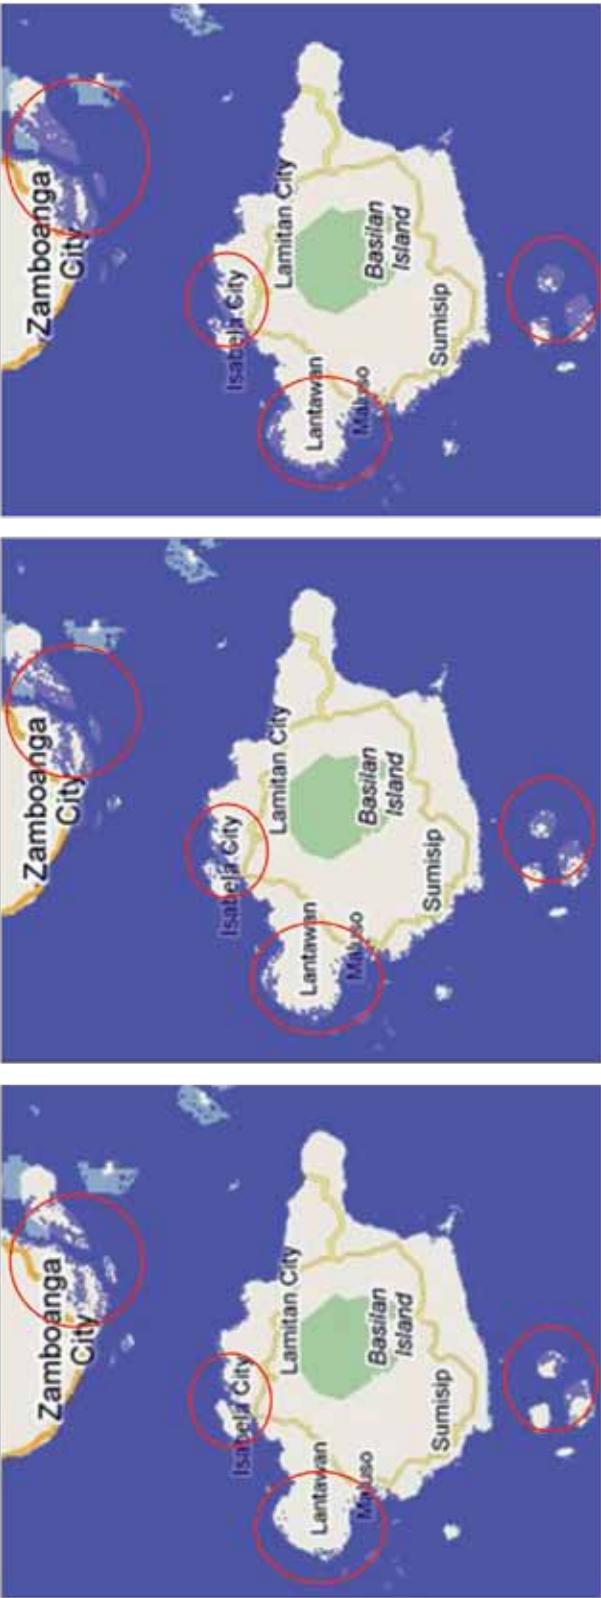 Zamboanga
City
Isabela City
Lamitan City
Basilan
Island
Lantawan
Maluso
Sumisip
Zamboanga
City
Isabela City
Lamitan City
Basilan
Island
Lantawan
Maluso
Sumisip
Zamboanga
City
Isabela City
Lamitan City
Basilan
Island
Lantawan
Maluso
Sumisip